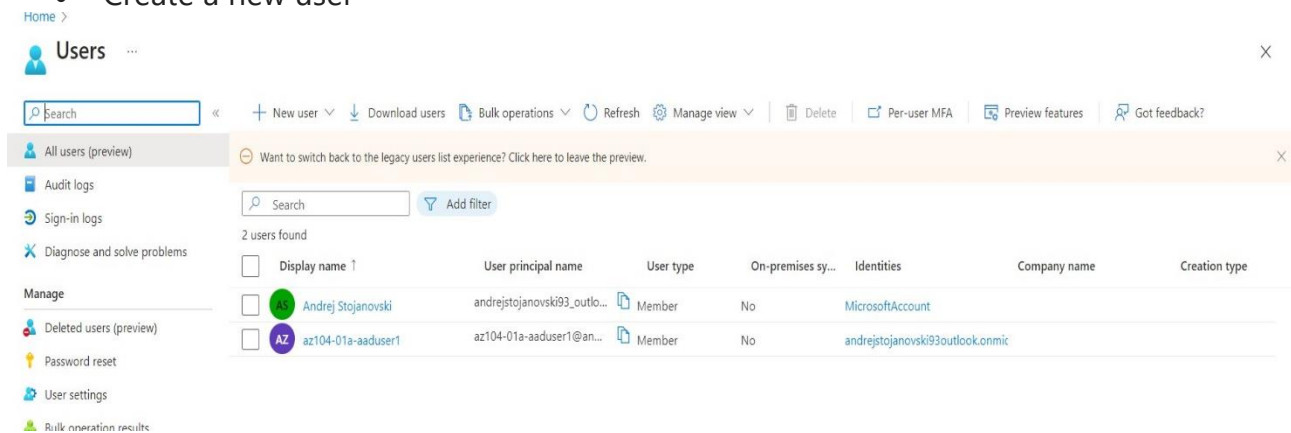 • Create a new user
Home >
Users ...
Search
« + New user Download users Bulk operations Refresh Manage view Delete Per-user MFA Preview features Got feedback?
All users (preview)
Want to switch back to the legacy users list experience? Click here to leave the preview.
Audit logs
Search Add filter
Sign-in logs
2 users found
Diagnose and solve problems
Display name ↑ User principal name User type On-premises sy... Identities Company name Creation type
Manage
AS Andrej Stojanovski andrejstojanovski93_outlo... Member No MicrosoftAccount
Deleted users (preview)
AZ az104-01a-aaduser1 az104-01a-aaduser1@an... Member No andrejstojanovski93outlook.onmic
Password reset
User settings
Bulk operation results